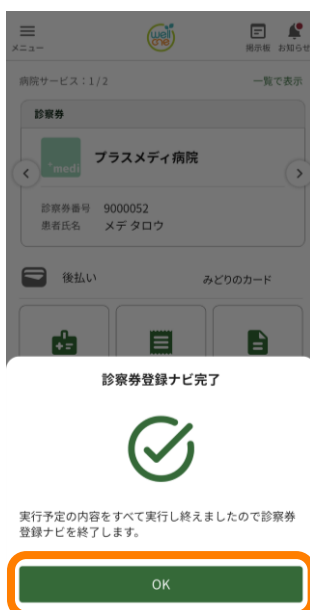 メニュー
well
one
掲示板
お知らせ
病院サービス：1/2
一覧で表示
診察券
+medi
プラスメディ病院
診察券番号 9000052
患者氏名 メデ タロウ
後払い
みどりのカード
診察券登録ナビ完了
実行予定の内容をすべて実行し終えましたので診察券
登録ナビを終了します。
OK